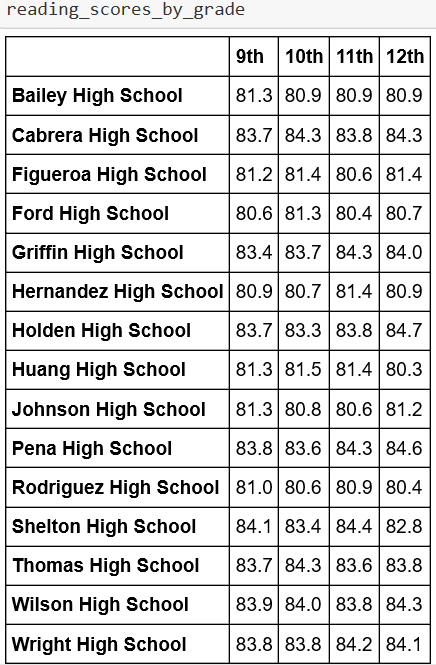 reading_scores_by_grade
9th 10th 11th 12th
Bailey High School 81.3 80.9 80.9 80.9
Cabrera High School 83.7 84.3 83.8 84.3
Figueroa High School 81.2 81.4 80.6 81.4
Ford High School 80.6 81.3 80.4 80.7
Griffin High School 83.4 83.7 84.3 84.0
Hernandez High School 80.9 80.7 81.4 80.9
Holden High School 83.7 83.3 83.8 84.7
Huang High School 81.3 81.5 81.4 80.3
Johnson High School 81.3 80.8 80.6 81.2
Pena High School 83.8 83.6 84.3 84.6
Rodriguez High School 81.0 80.6 80.9 80.4
Shelton High School 84.1 83.4 84.4 82.8
Thomas High School 83.7 84.3 83.6 83.8
Wilson High School 83.9 84.0 83.8 84.3
Wright High School 83.8 83.8 84.2 84.1